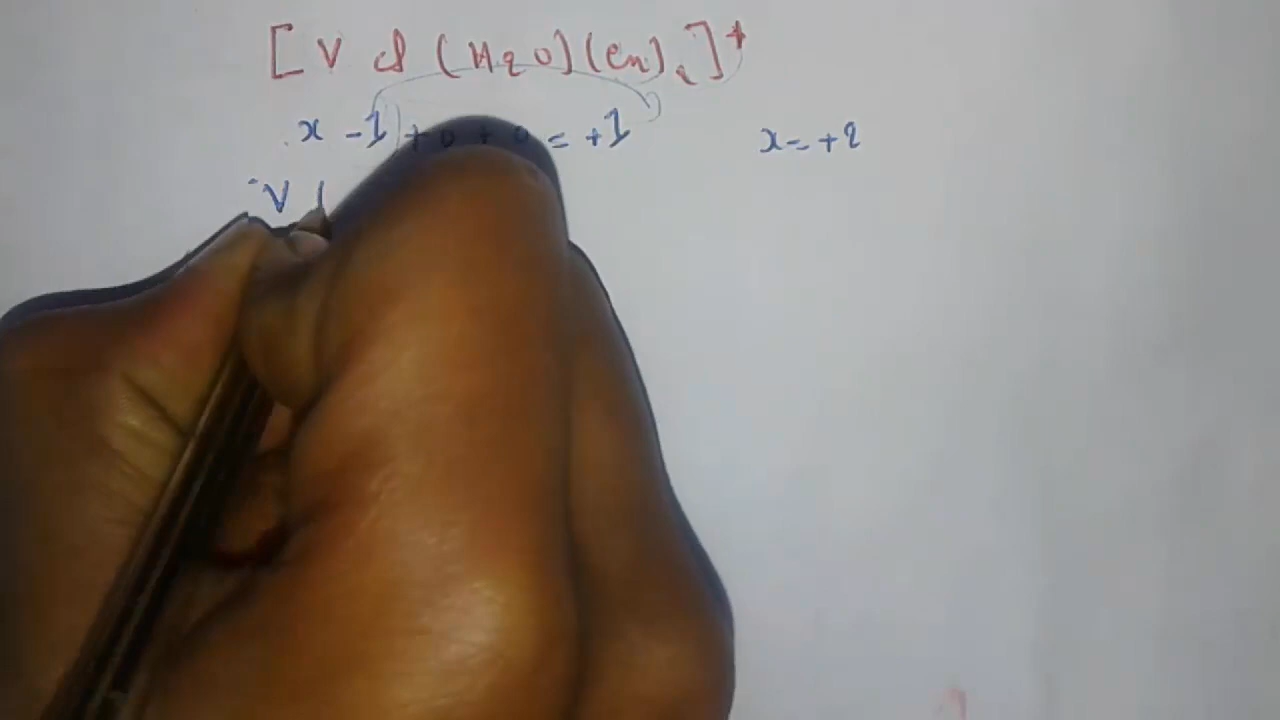 [V Cl (H2O)(en)2]+
x - 1 + 0 + 0 = +1 x = +2
V (